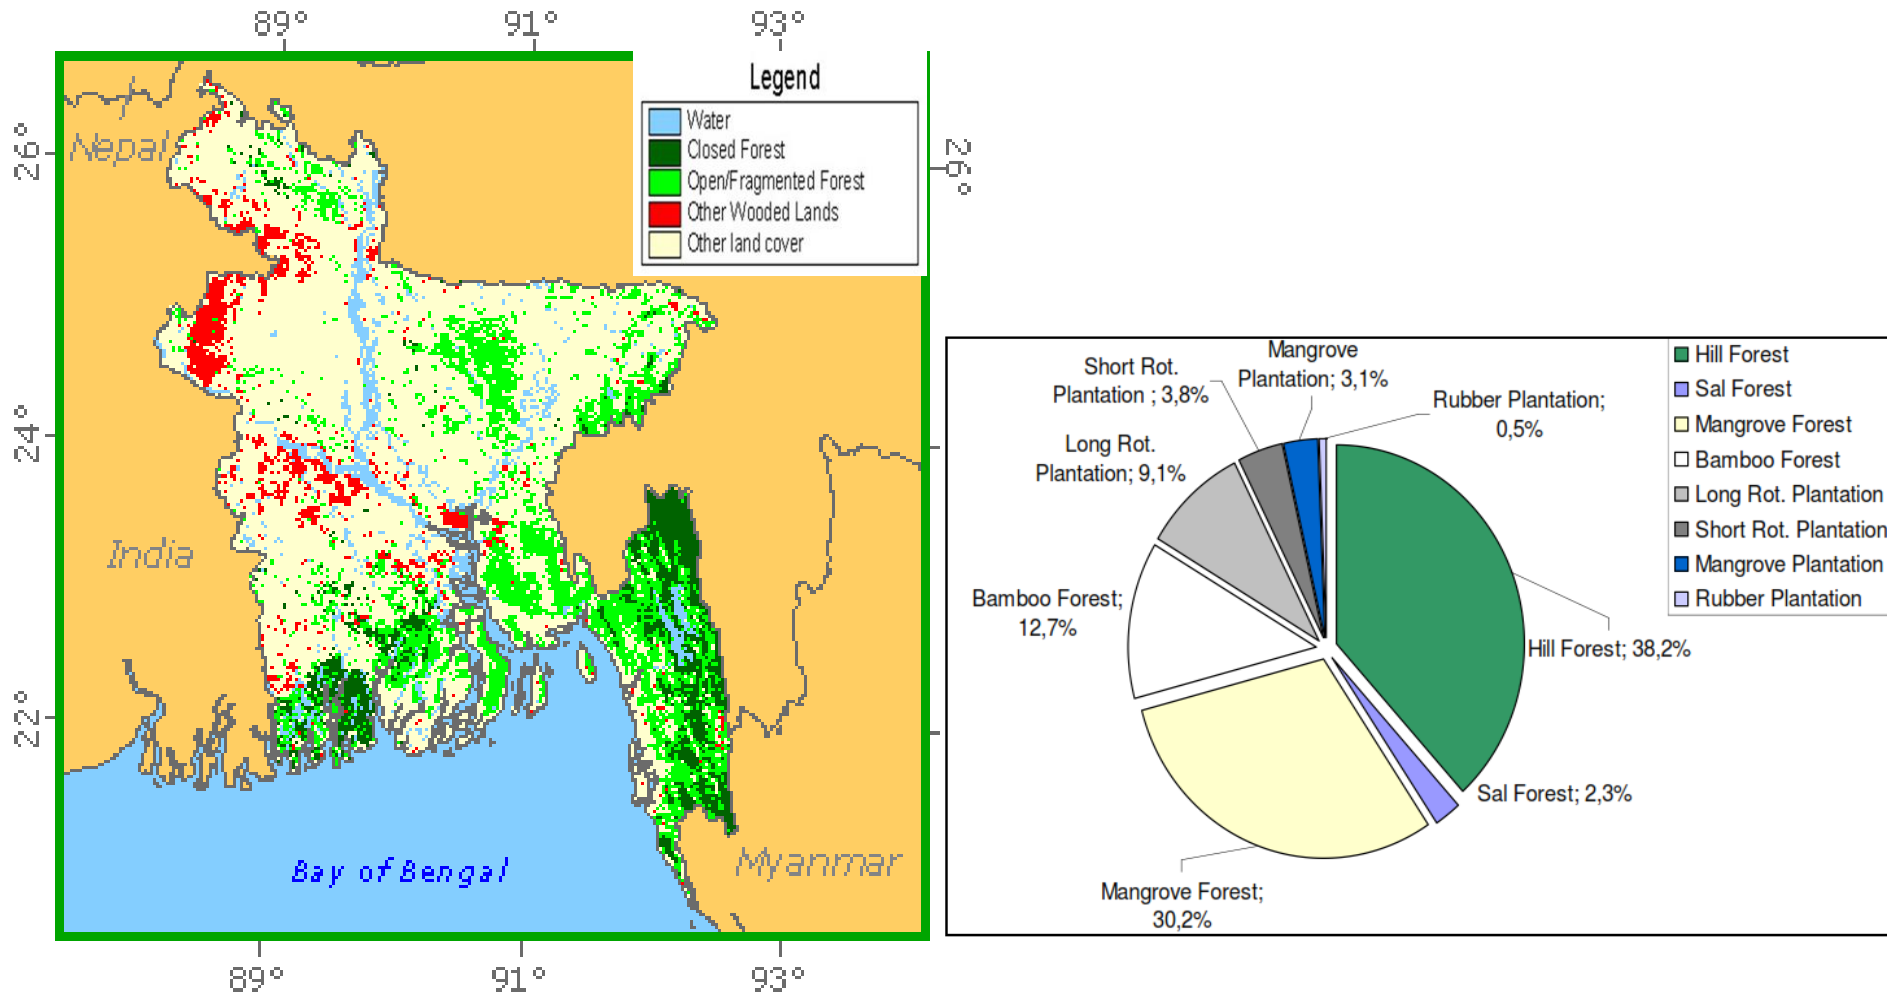 89° 91° 93°
Legend
Water
Closed Forest
Open/Fragmented Forest
Other Wooded Lands
Other land cover
26°
24°
22°
26°
Nepal
India
Bay of Bengal
Myanmar
89° 91° 93°
Short Rot.
Plantation ; 3,8%
Mangrove
Plantation; 3,1%
Rubber Plantation;
0,5%
Long Rot.
Plantation; 9,1%
Bamboo Forest;
12,7%
Hill Forest; 38,2%
Sal Forest; 2,3%
Mangrove Forest;
30,2%
Hill Forest
Sal Forest
Mangrove Forest
Bamboo Forest
Long Rot. Plantation
Short Rot. Plantation
Mangrove Plantation
Rubber Plantation